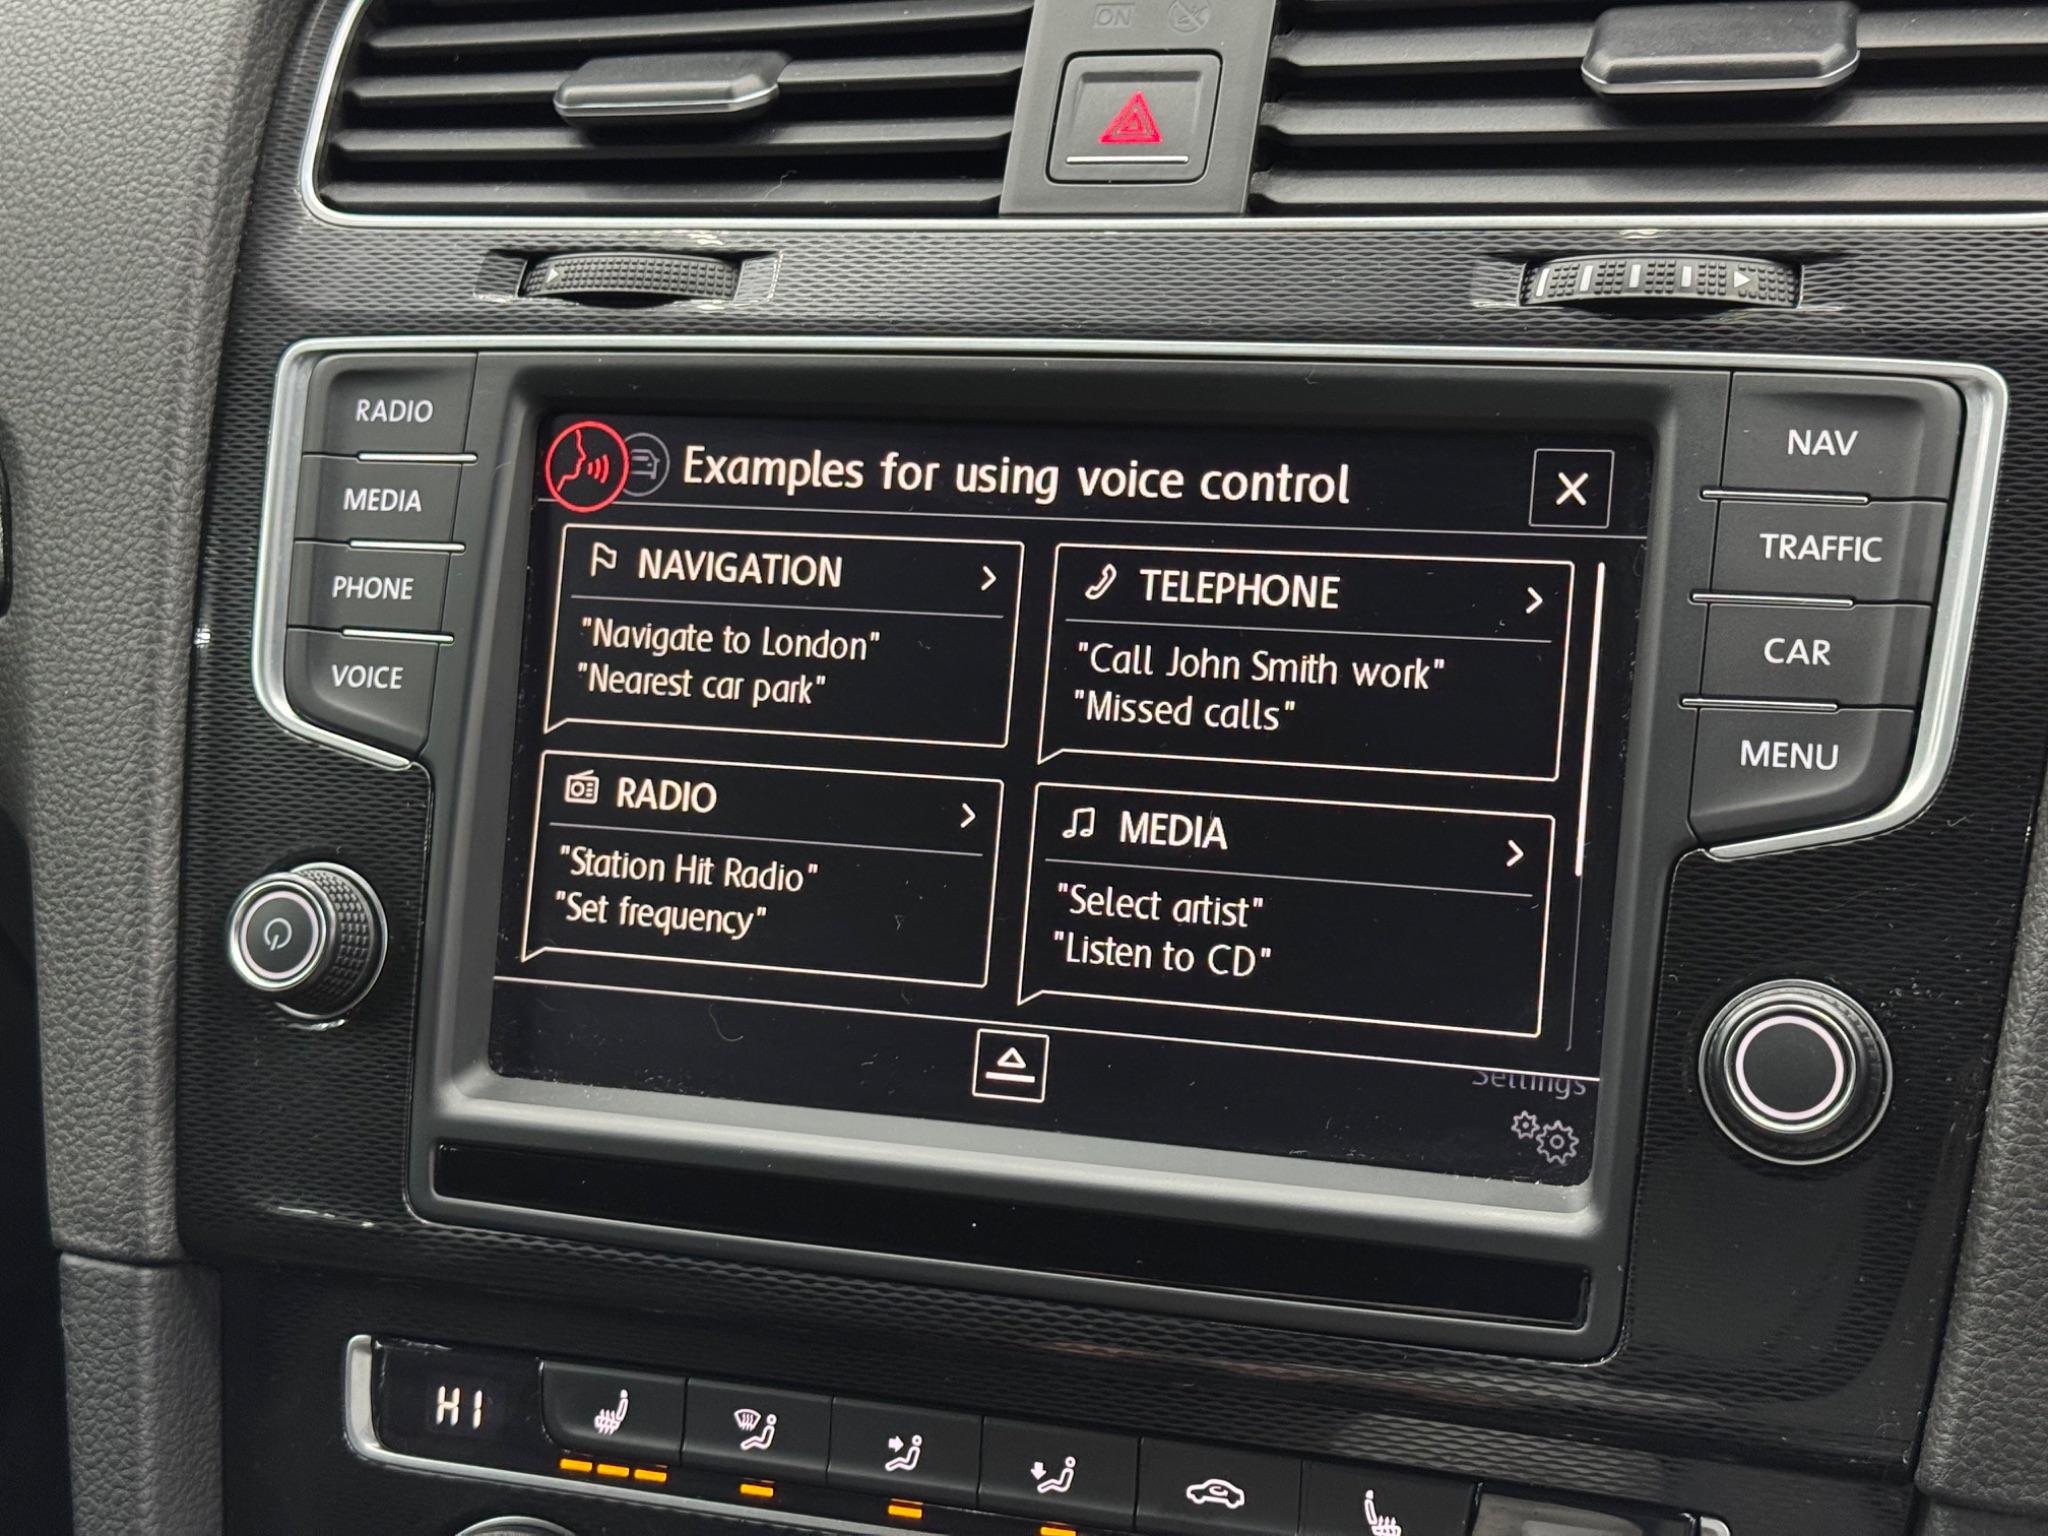 ON
RADIO
MEDIA
PHONE
VOICE
Examples for using voice control
NAVIGATION
"Navigate to London"
"Nearest car park"
TELEPHONE
"Call John Smith work"
"Missed calls"
RADIO
"Station Hit Radio"
"Set frequency"
MEDIA
"Select artist"
"Listen to CD"
Settings
NAV
TRAFFIC
CAR
MENU
HI